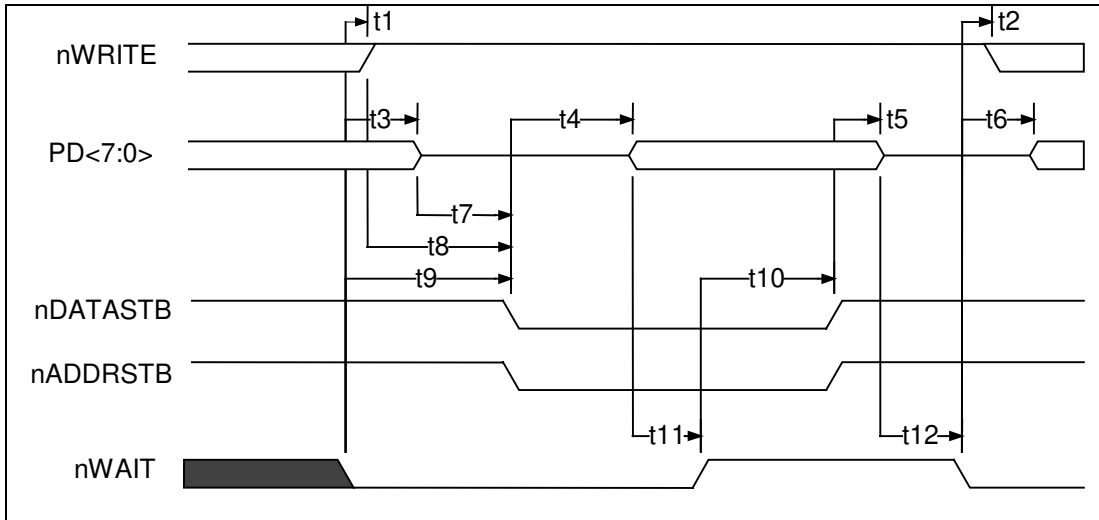 t1
t2
nWRITE
t3
t4
t5
t6
PD<7:0>
t7
t8
t9
t10
nDATASTB
nADDRSTB
t11
t12
nWAIT